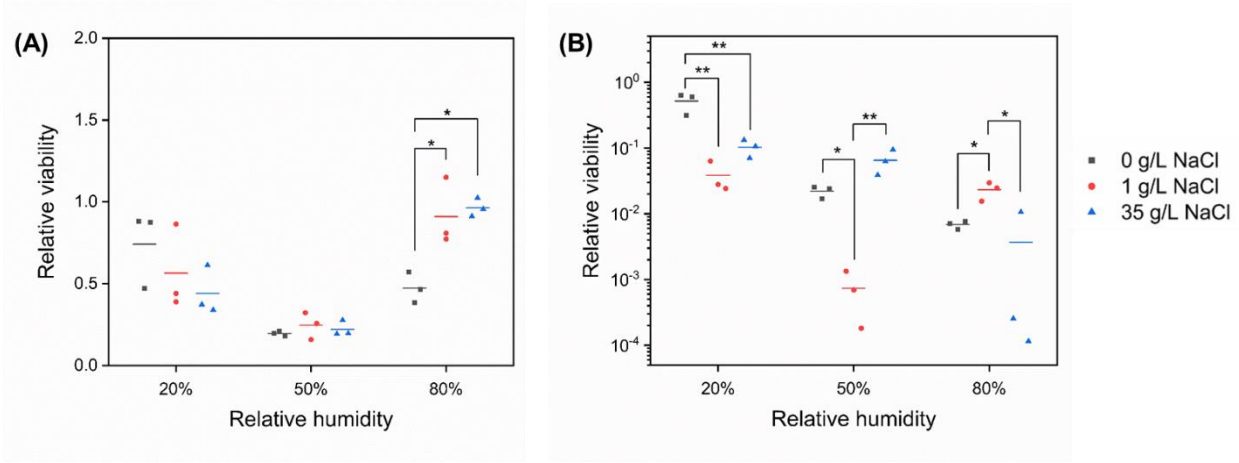 (A)
Relative viability
2.0
1.5
1.0
0.5
0.0
*
*
20%
50%
80%
Relative humidity
(B)
Relative viability
10⁰
10⁻¹
10⁻²
10⁻³
10⁻⁴
**
**
**
*
*
*
20%
50%
80%
Relative humidity
0 g/L NaCl
1 g/L NaCl
35 g/L NaCl